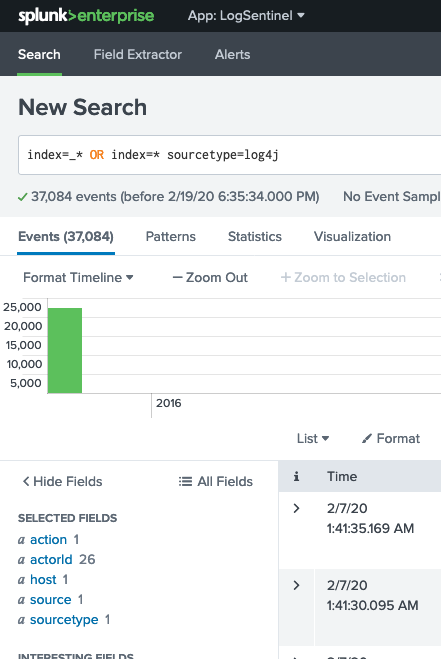 splunk>enterprise App: LogSentinel
Search Field Extractor Alerts
New Search
index=_* OR index=* sourcetype=log4j
37,084 events (before 2/19/20 6:35:34.000 PM) No Event Sampl
Events (37,084) Patterns Statistics Visualization
Format Timeline — Zoom Out + Zoom to Selection
25,000
20,000
15,000
10,000
5,000
2016
List Format
< Hide Fields All Fields
i Time
SELECTED FIELDS
a action 1
a actorId 26
a host 1
a source 1
a sourcetype 1
> 2/7/20
1:41:35.169 AM
> 2/7/20
1:41:30.095 AM
INTERESTING FIELDS